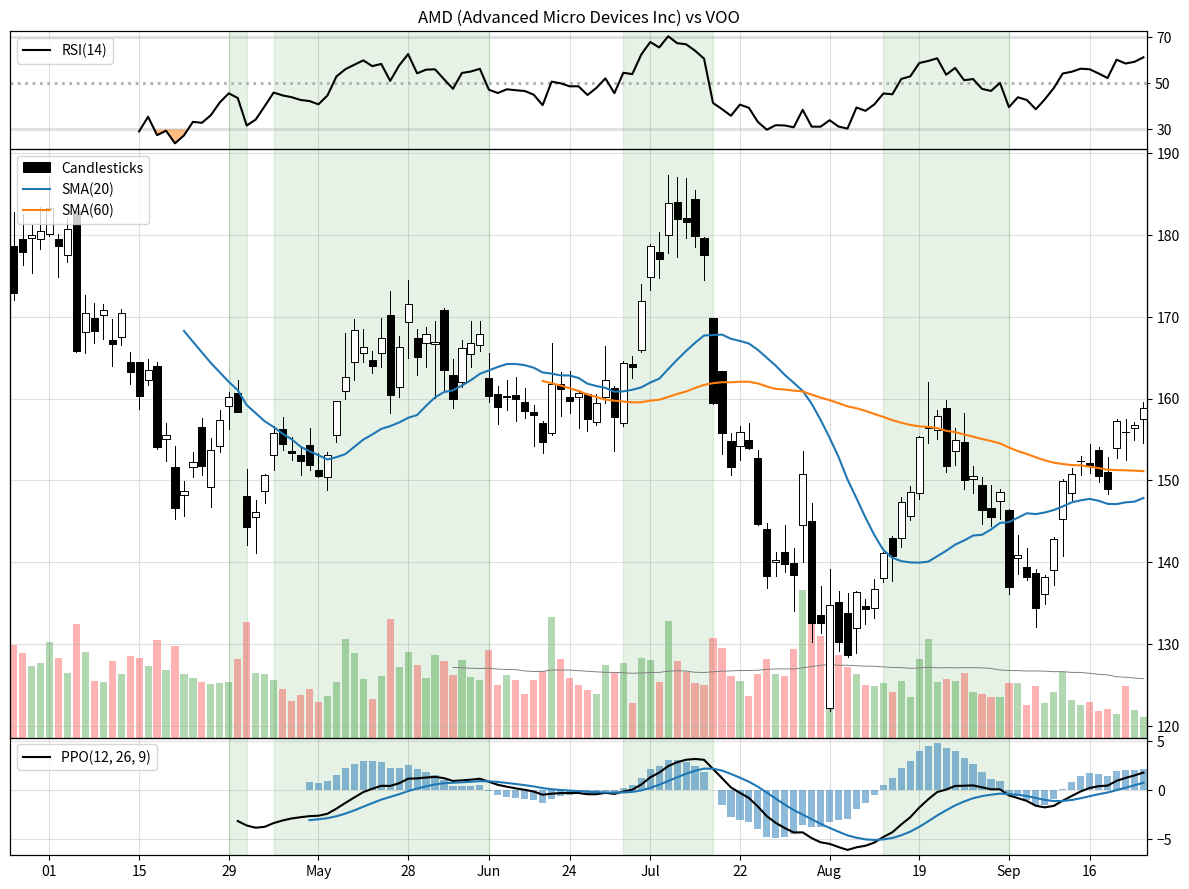 AMD (Advanced Micro Devices Inc) vs VOO
RSI(14)
70
50
30
Candlesticks
SMA(20)
SMA(60)
190
180
170
160
150
140
130
120
PPO(12, 26, 9)
5
0
−5
01 15 29 May 28 Jun 24 Jul 22 Aug 19 Sep 16